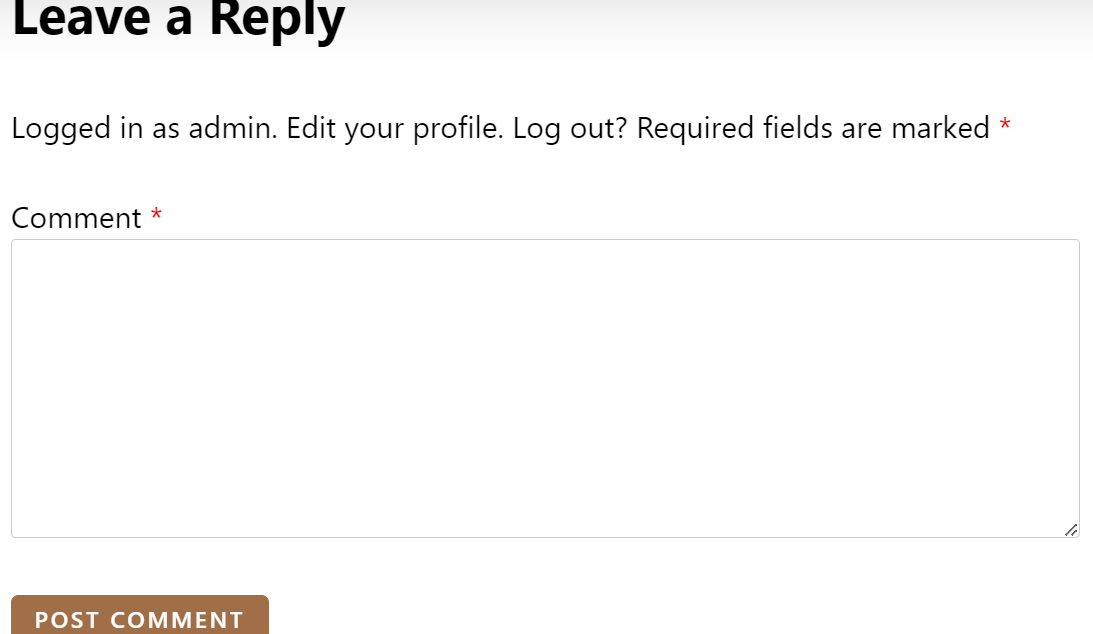 Leave a Reply
Logged in as admin. Edit your profile. Log out? Required fields are marked *
Comment *
POST COMMENT